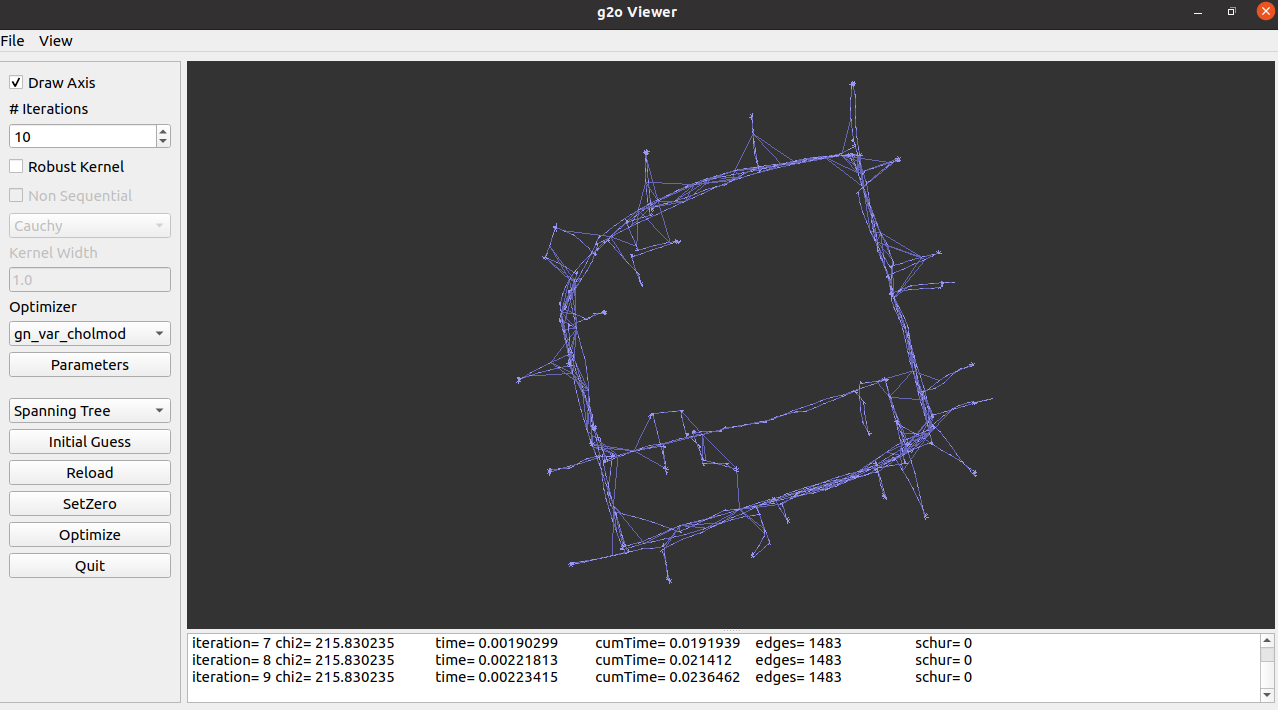 g2o Viewer
File View
Draw Axis
# Iterations
10
Robust Kernel
Non Sequential
Cauchy
Kernel Width
1.0
Optimizer
gn_var_cholmod
Parameters
Spanning Tree
Initial Guess
Reload
SetZero
Optimize
Quit
iteration= 7 chi2= 215.830235 time= 0.00190299 cumTime= 0.0191939 edges= 1483 schur= 0
iteration= 8 chi2= 215.830235 time= 0.00221813 cumTime= 0.021412 edges= 1483 schur= 0
iteration= 9 chi2= 215.830235 time= 0.00223415 cumTime= 0.0236462 edges= 1483 schur= 0